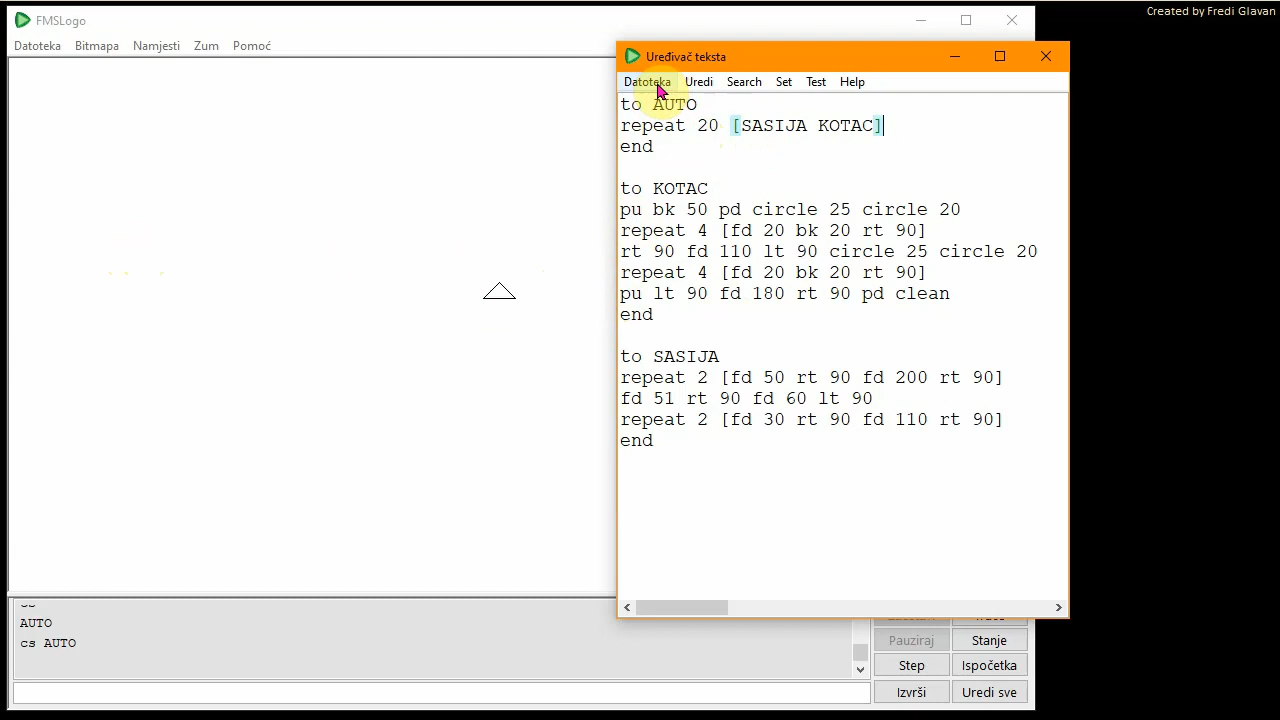 Created by Fredi Glavan
FMSLogo
Datoteka Bitmapa Namjesti Zum Pomoć
Uređivač teksta
Datoteka Uredi Search Set Test Help
to AUTO
repeat 20 [SASIJA KOTAC]
end
to KOTAC
pu bk 50 pd circle 25 circle 20
repeat 4 [fd 20 bk 20 rt 90]
rt 90 fd 110 lt 90 circle 25 circle 20
repeat 4 [fd 20 bk 20 rt 90]
pu lt 90 fd 180 rt 90 pd clean
end
to SASIJA
repeat 2 [fd 50 rt 90 fd 200 rt 90]
fd 51 rt 90 fd 60 lt 90
repeat 2 [fd 30 rt 90 fd 110 rt 90]
end
AUTO
cs AUTO
Pauziraj Stanje
Step Ispočetka
Izvrši Uredi sve